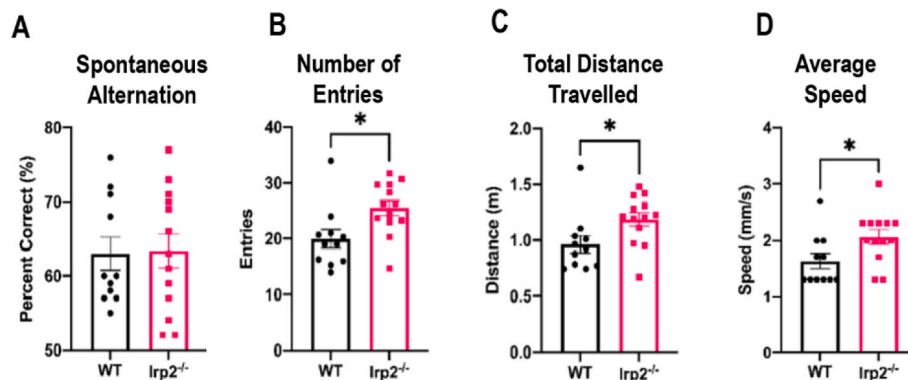 A
Spontaneous
Alternation
Percent Correct (%)
80
70
60
50
WT
Irp2-/-
B
Number of
Entries
*
Entries
40
30
20
10
0
WT
Irp2-/-
C
Total Distance
Travelled
*
Distance (m)
2.0
1.5
1.0
0.5
0.0
WT
Irp2-/-
D
Average
Speed
*
Speed (mm/s)
4
3
2
1
WT
Irp2-/-